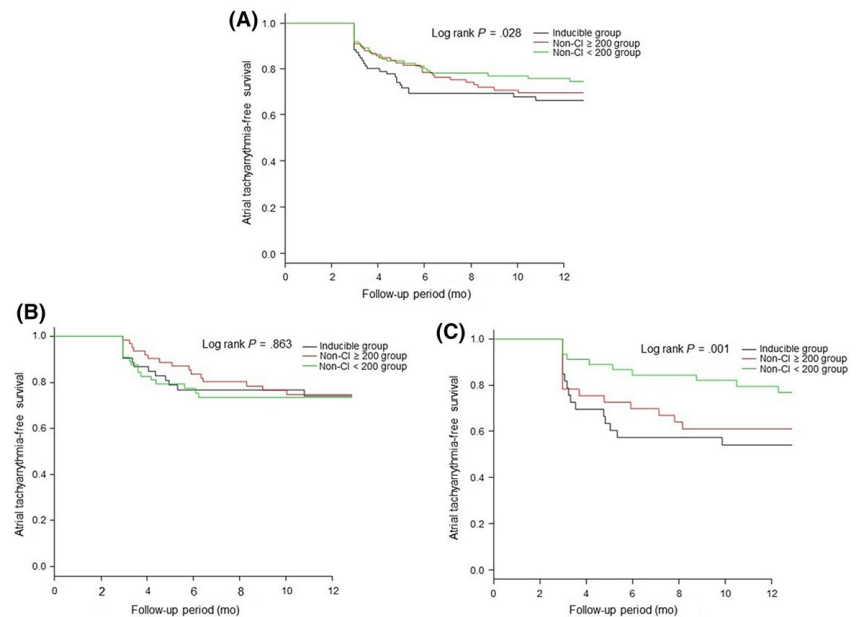 (A)
Log rank P = .028
Inducible group
Non-CI ≥ 200 group
Non-CI < 200 group
Atrial tachyarrythmia-free survival
1.0
0.8
0.6
0.4
0.2
0.0
0 2 4 6 8 10 12
Follow-up period (mo)
(B)
Log rank P = .863
Inducible group
Non-CI ≥ 200 group
Non-CI < 200 group
Atrial tachyarrythmia-free survival
1.0
0.8
0.6
0.4
0.2
0.0
0 2 4 6 8 10 12
Follow-up period (mo)
(C)
Log rank P = .001
Inducible group
Non-CI ≥ 200 group
Non-CI < 200 group
Atrial tachyarrythmia-free survival
1.0
0.8
0.6
0.4
0.2
0.0
0 2 4 6 8 10 12
Follow-up period (mo)